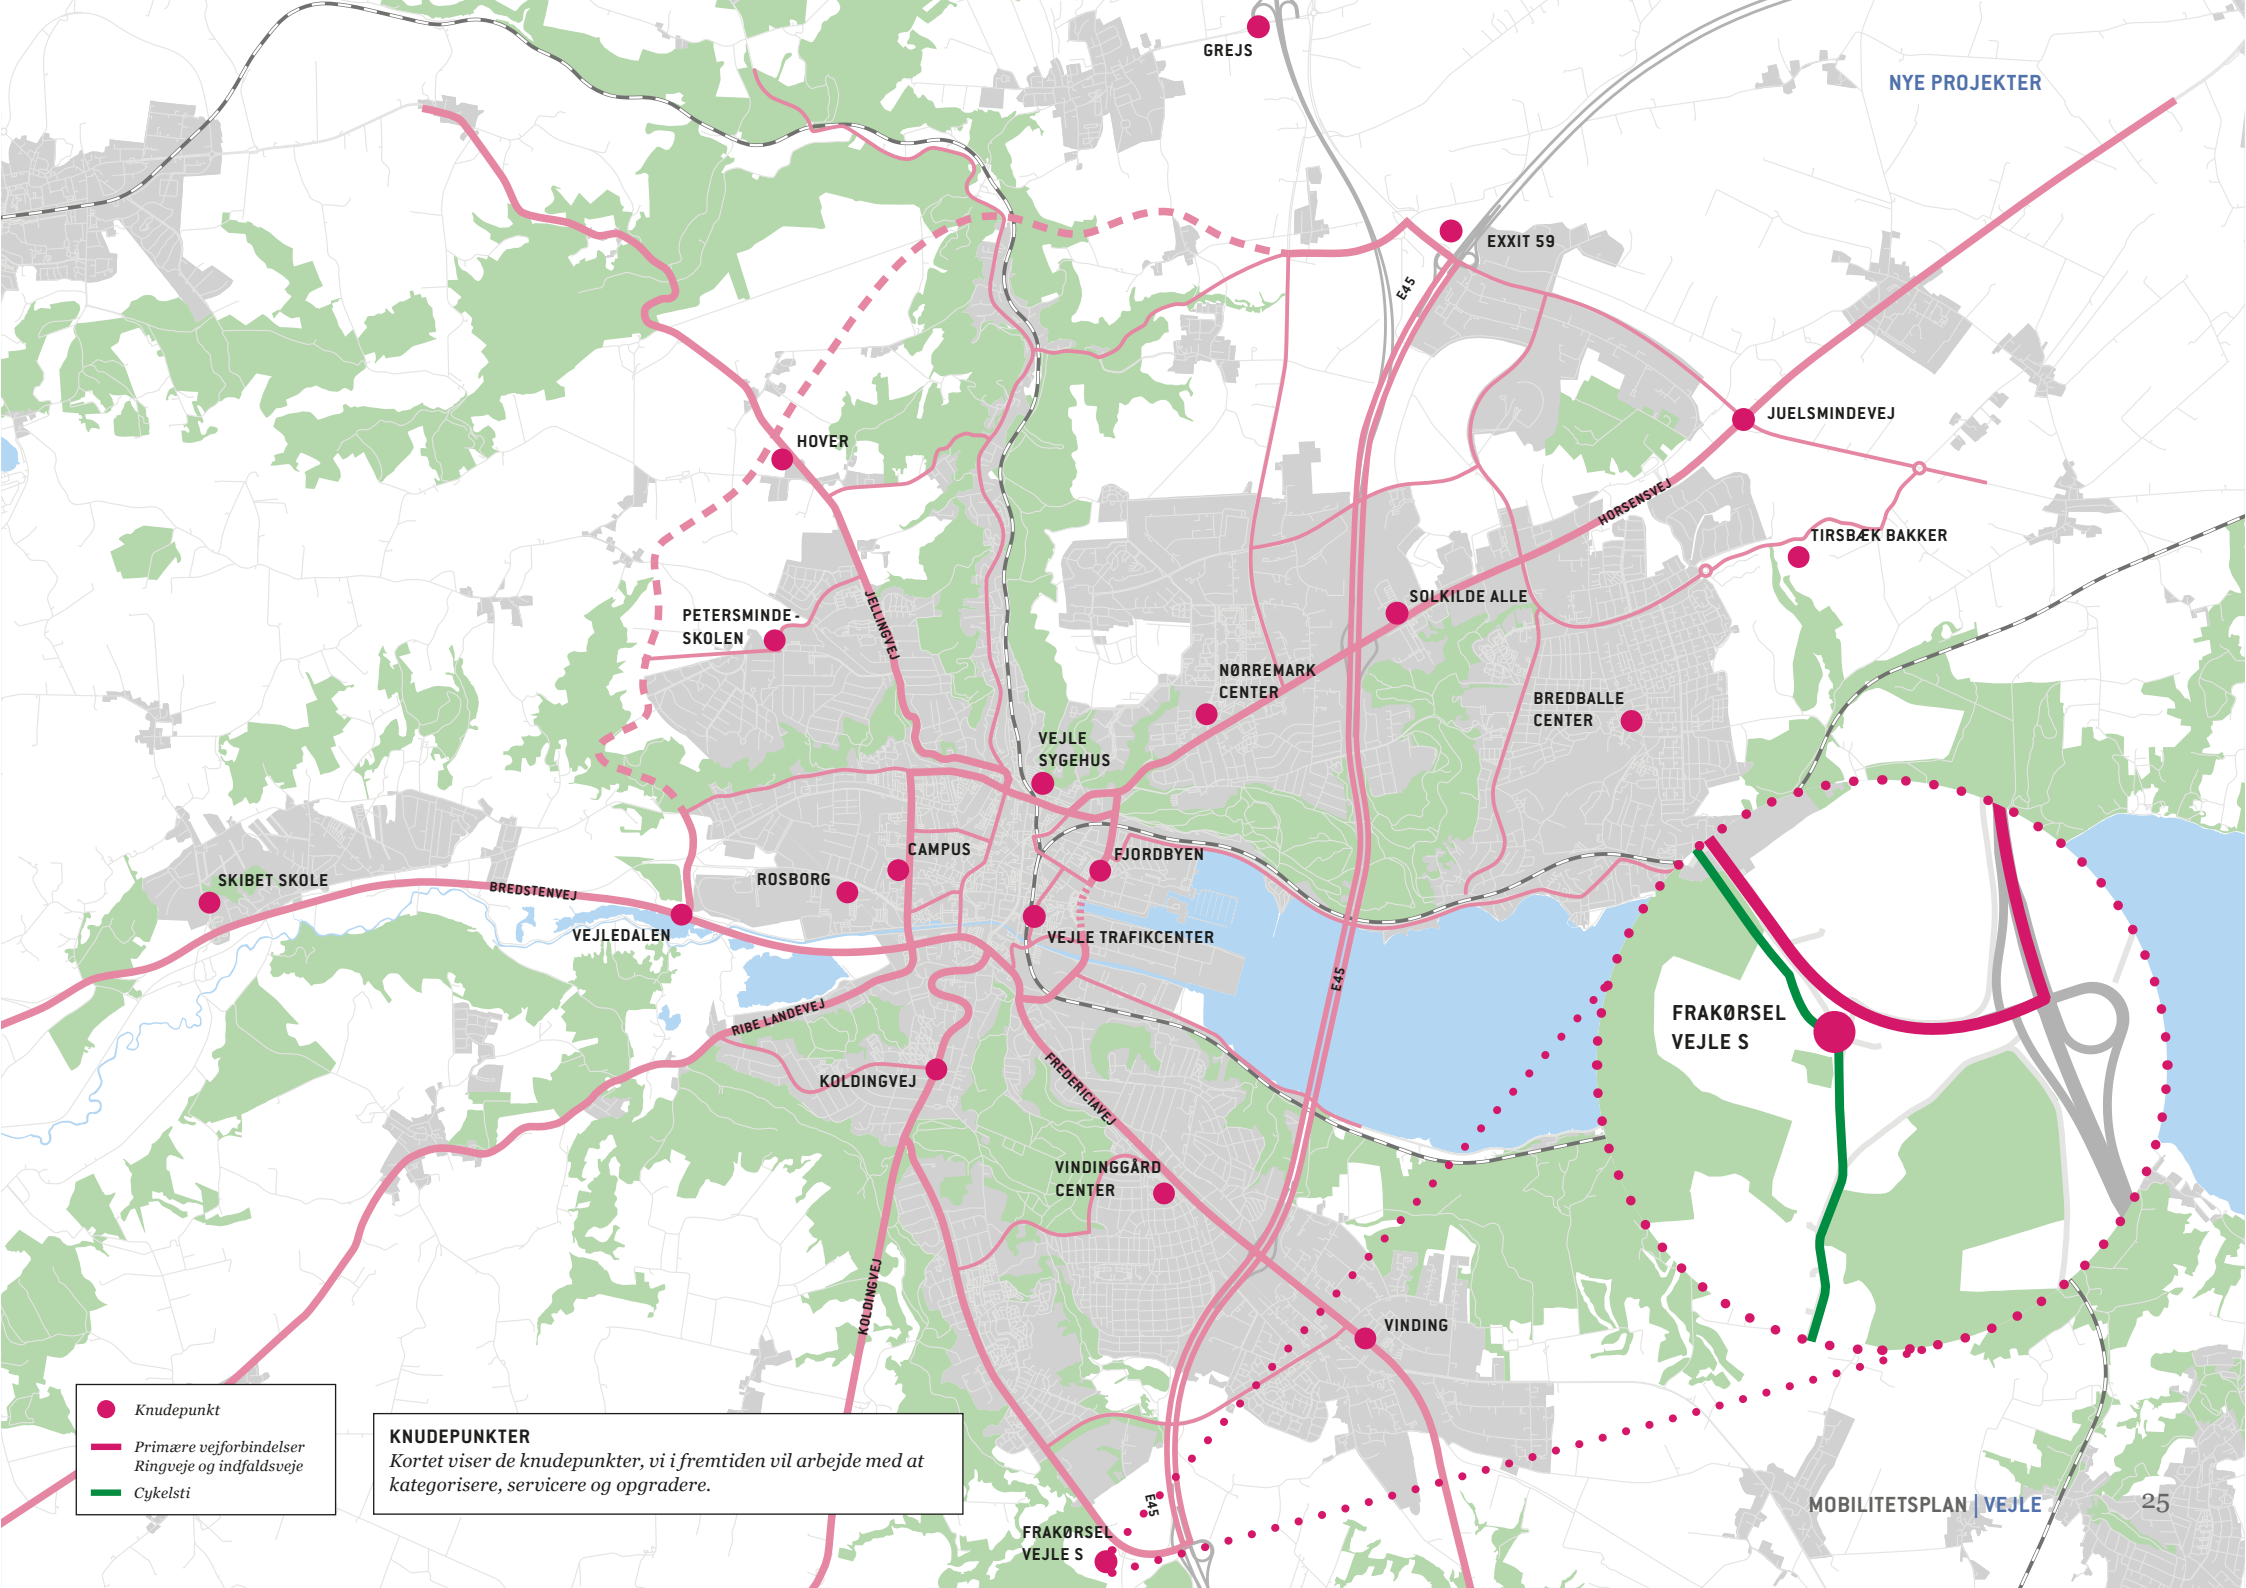 GREJS
NYE PROJEKTER
EXXIT 59
E45
JUELSMINDEVEJ
HOVER
HORSENSVEJ
TIRSBÆK BAKKER
SOLKILDE ALLE
PETERSMINDE-
SKOLEN
JELLINGVEJ
NØRREMARK
CENTER
BREDBALLE
CENTER
VEJLE
SYGEHUS
CAMPUS
FJORDBYEN
ROSBORG
SKIBET SKOLE
BREDSTENVEJ
VEJLEDALEN
VEJLE TRAFIKCENTER
E45
RIBE LANDEVEJ
FRAKØRSEL
VEJLE S
KOLDINGVEJ
FREDERICIAVEJ
VINDINGGÅRD
CENTER
KOLDINGVEJ
VINDING
Knudepunkt
Primære vejforbindelser
Ringveje og indfaldsveje
Cykelsti
KNUDEPUNKTER
Kortet viser de knudepunkter, vi i fremtiden vil arbejde med at
kategorisere, servicere og opgradere.
E45
FRAKØRSEL
VEJLE S
MOBILITETSPLAN | VEJLE 25